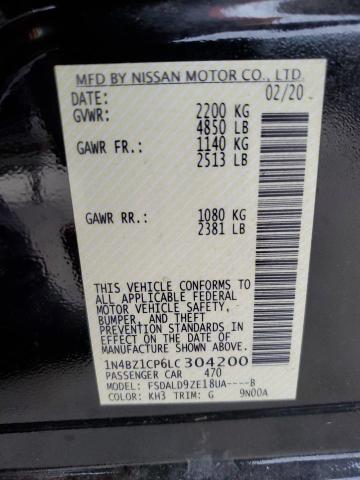 MFD BY NISSAN MOTOR CO., LTD.
DATE: 02/20
GVWR: 2200 KG
4850 LB
GAWR FR.: 1140 KG
2513 LB
GAWR RR.: 1080 KG
2381 LB
THIS VEHICLE CONFORMS TO
ALL APPLICABLE FEDERAL
MOTOR VEHICLE SAFETY,
BUMPER, AND THEFT
PREVENTION STANDARDS IN
EFFECT ON THE DATE OF
MANUFACTURE SHOWN ABOVE.
1N4BZ1CP6LC 304200
PASSENGER CAR 470
MODEL: FSDALD9ZE18UA----B
COLOR: KH3 TRIM: G 9N00A